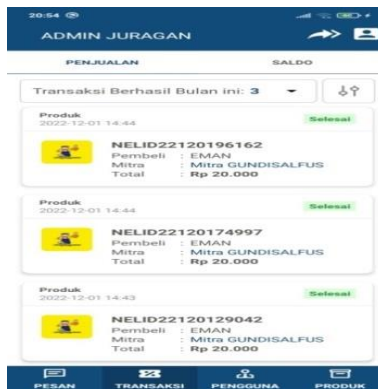 20:54
ADMIN JURAGAN
PENJUALAN SALDO
Transaksi Berhasil Bulan ini: 3
Produk
2022-12-01 14:44 Selesai
NELID22120196162
Pembeli : EMAN
Mitra : Mitra GUNDISALFUS
Total : Rp 20.000
Produk
2022-12-01 14:44 Selesai
NELID22120174997
Pembeli : EMAN
Mitra : Mitra GUNDISALFUS
Total : Rp 20.000
Produk
2022-12-01 14:43 Selesai
NELID22120129042
Pembeli : EMAN
Mitra : Mitra GUNDISALFUS
Total : Rp 20.000
PESAN TRANSAKSI PENGGUNA PRODUK